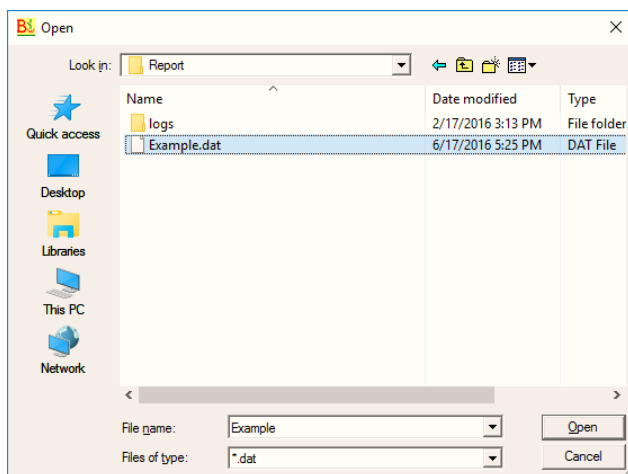 Open
Look in: Report
Name Date modified Type
logs 2/17/2016 3:13 PM File folder
Example.dat 6/17/2016 5:25 PM DAT File
Quick access
Desktop
Libraries
This PC
Network
File name: Example Open
Files of type: *.dat Cancel